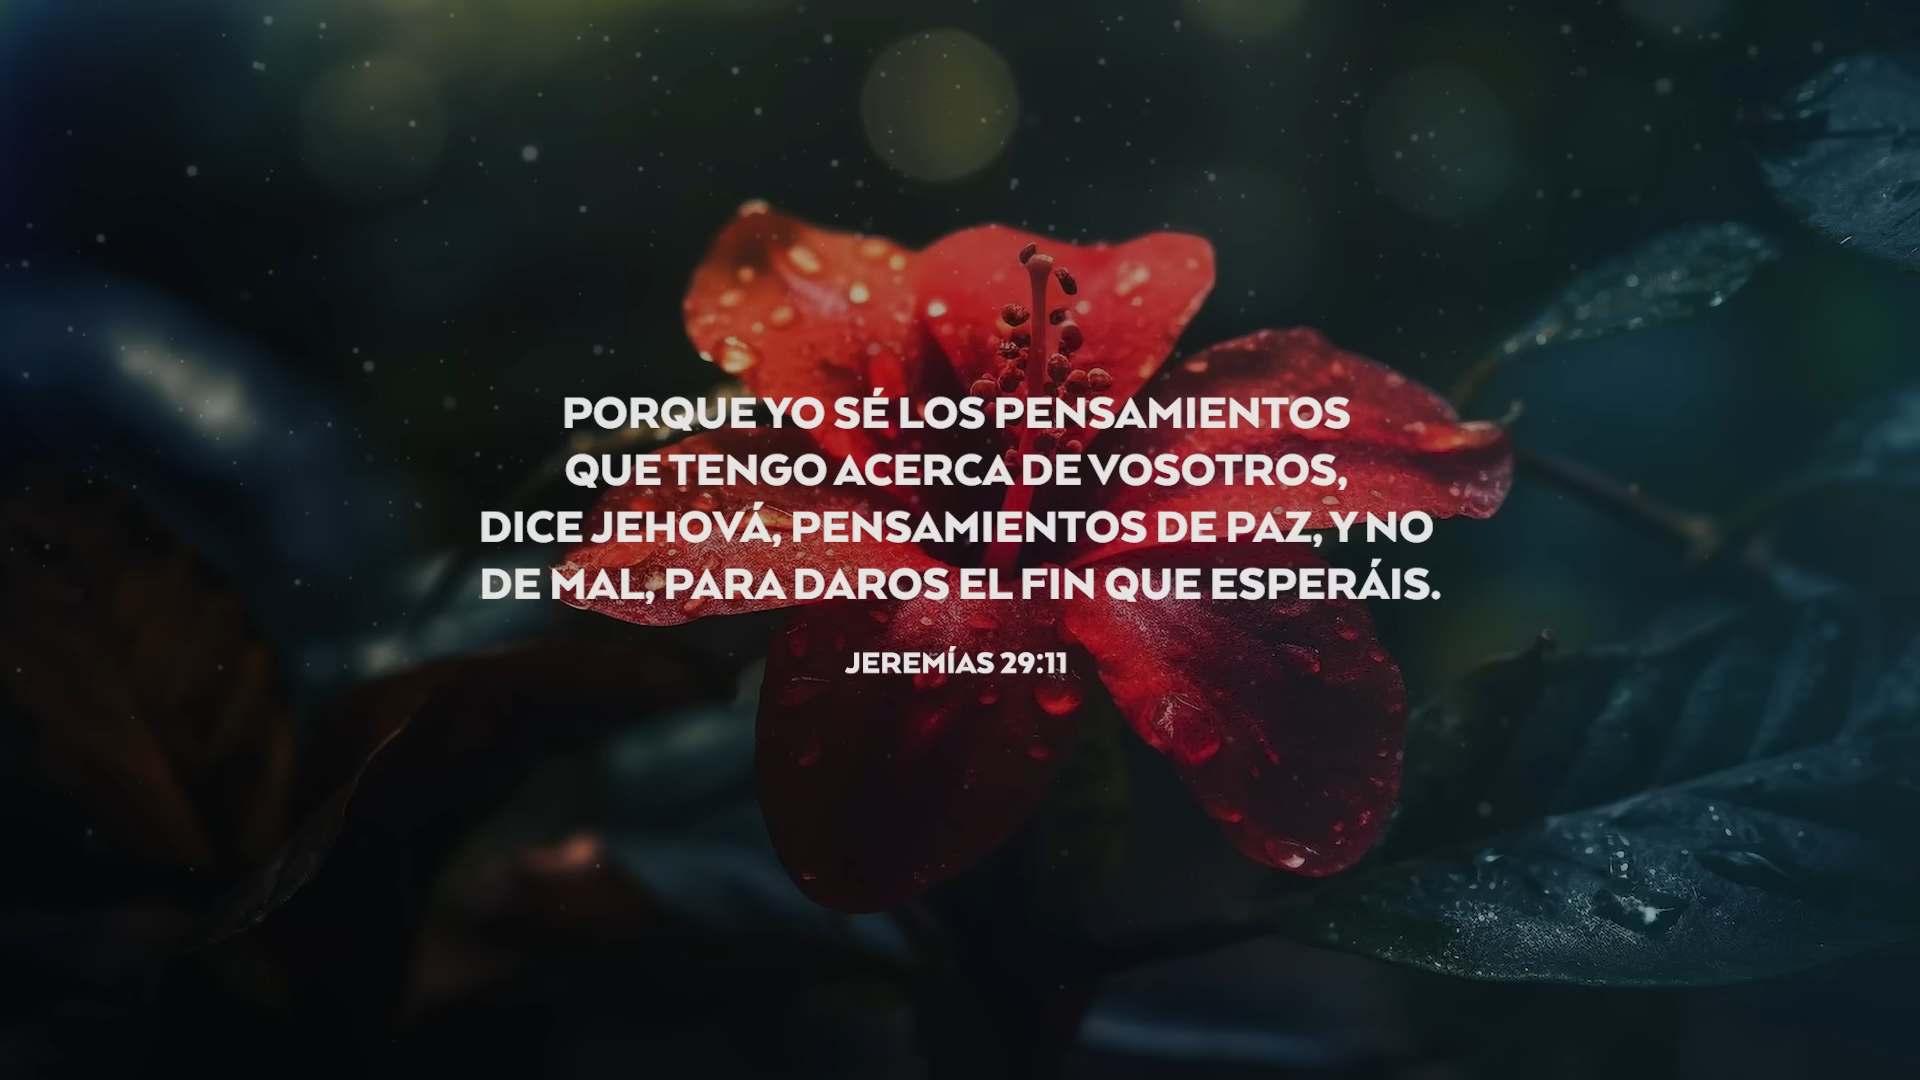 PORQUE YO SÉ LOS PENSAMIENTOS
QUE TENGO ACERCA DE VOSOTROS,
DICE JEHOVÁ, PENSAMIENTOS DE PAZ, Y NO
DE MAL, PARA DAROS EL FIN QUE ESPERÁIS.
JEREMÍAS 29:11